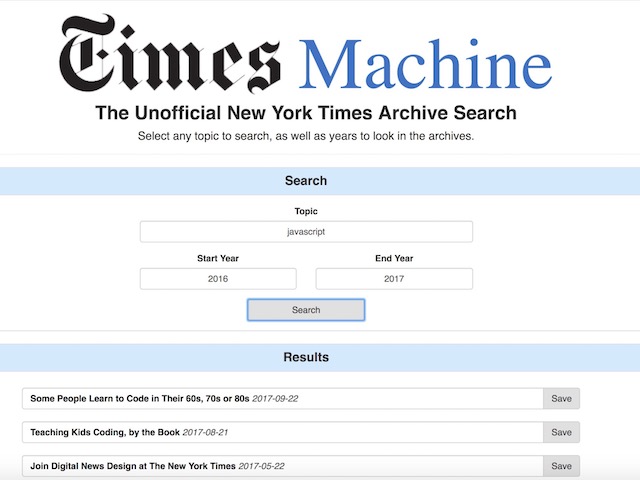 Times Machine
The Unofficial New York Times Archive Search
Select any topic to search, as well as years to look in the archives.
Search
Topic
javascript
Start Year End Year
2016 2017
Search
Results
Some People Learn to Code in Their 60s, 70s or 80s 2017-09-22 Save
Teaching Kids Coding, by the Book 2017-08-21 Save
Join Digital News Design at The New York Times 2017-05-22 Save